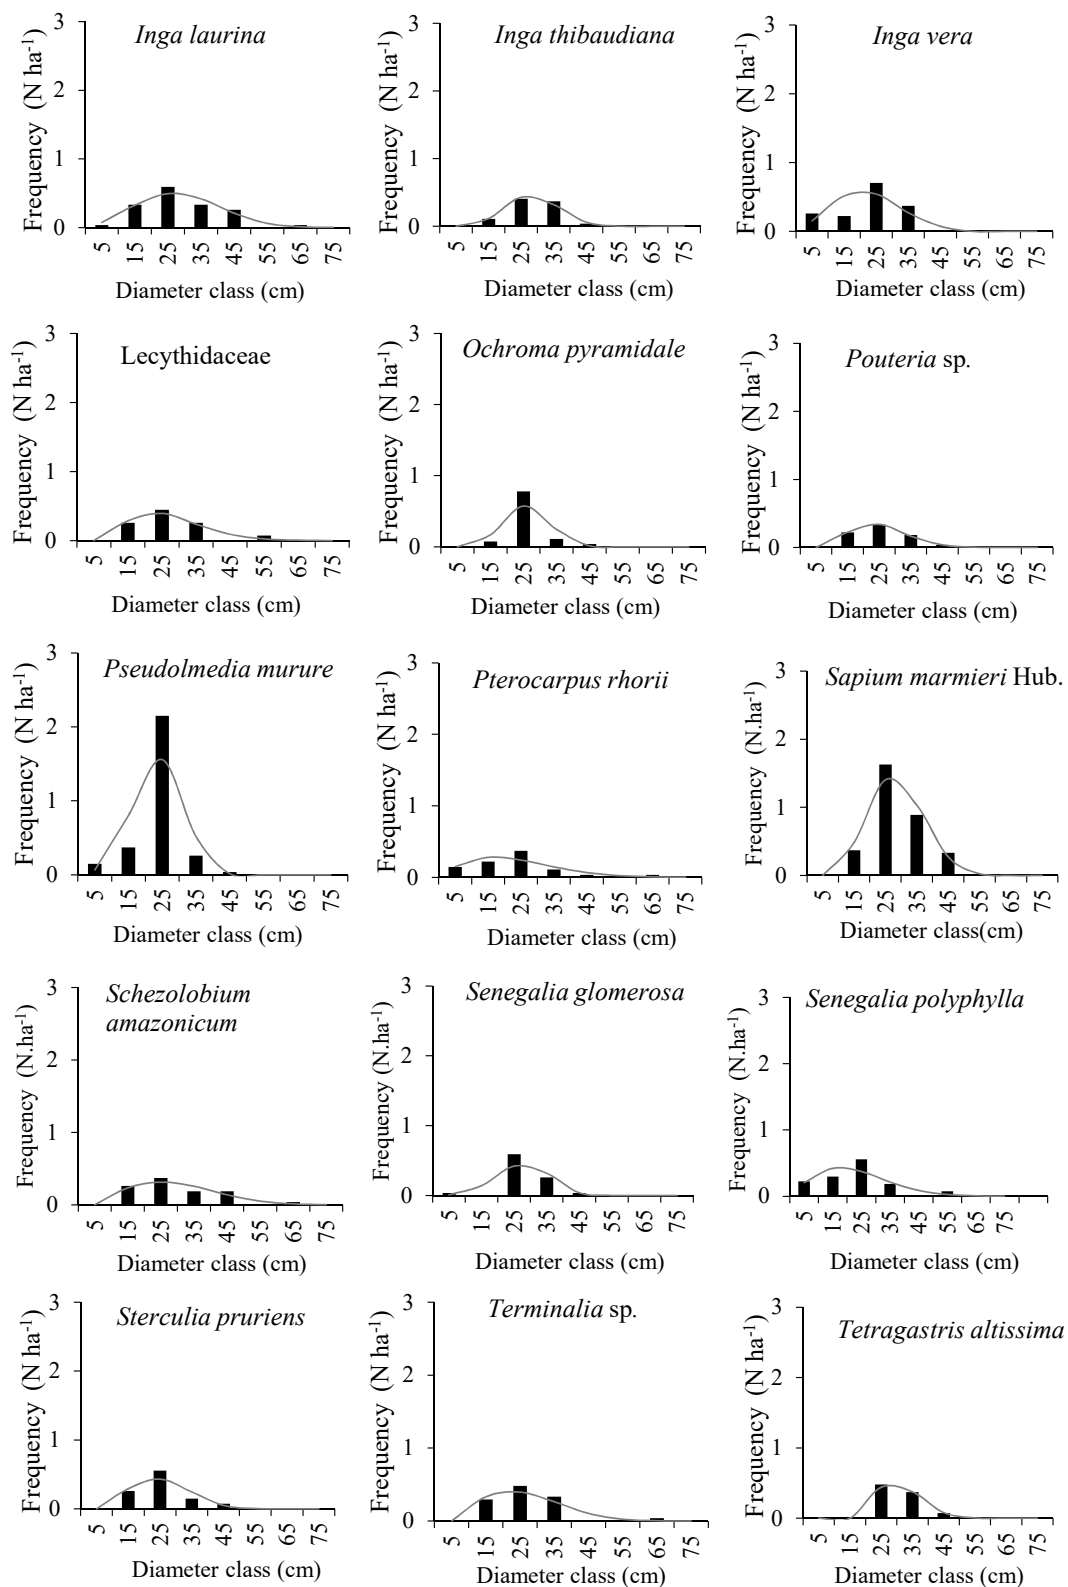 Inga laurina
Frequency (N ha-1)
3
2
1
0
5 15 25 35 45 55 65 75
Diameter class (cm)
Inga thibaudiana
Frequency (N ha-1)
3
2
1
0
5 15 25 35 45 55 65 75
Diameter class (cm)
Inga vera
Frequency (N ha-1)
3
2
1
0
5 15 25 35 45 55 65 75
Diameter class (cm)
Lecythidaceae
Frequency (N ha-1)
3
2
1
0
5 15 25 35 45 55 65 75
Diameter class (cm)
Ochroma pyramidale
Frequency (N ha-1)
3
2
1
0
5 15 25 35 45 55 65 75
Diameter class (cm)
Pouteria sp.
Frequency (N ha-1)
3
2
1
0
5 15 25 35 45 55 65 75
Diameter class (cm)
Pseudolmedia murure
Frequency (N ha-1)
3
2
1
0
5 15 25 35 45 55 65 75
Diameter class (cm)
Pterocarpus rhorii
Frequency (N ha-1)
3
2
1
0
5 15 25 35 45 55 65 75
Diameter class (cm)
Sapium marmieri Hub.
Frequency (N.ha-1)
3
2
1
0
5 15 25 35 45 55 65 75
Diameter class(cm)
Schezolobium
amazonicum
Frequency (N.ha-1)
3
2
1
0
5 15 25 35 45 55 65 75
Diameter class (cm)
Senegalia glomerosa
Frequency (N.ha-1)
3
2
1
0
5 15 25 35 45 55 65 75
Diameter class (cm)
Senegalia polyphylla
Frequency (N.ha-1)
3
2
1
0
5 15 25 35 45 55 65 75
Diameter class (cm)
Sterculia pruriens
Frequency (N ha-1)
3
2
1
0
5 15 25 35 45 55 65 75
Diameter class (cm)
Terminalia sp.
Frequency (N ha-1)
3
2
1
0
5 15 25 35 45 55 65 75
Diameter class (cm)
Tetragastris altissima
Frequency (N ha-1)
3
2
1
0
5 15 25 35 45 55 65 75
Diameter class (cm)